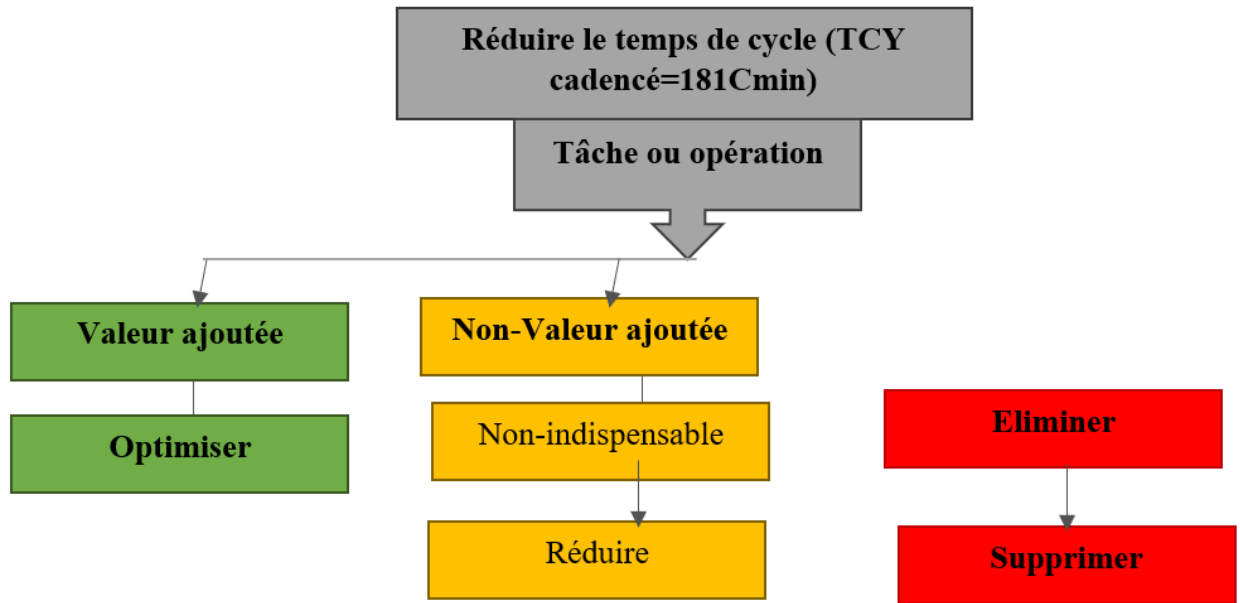 Réduire le temps de cycle (TCY
cadencé=181Cmin)
Tâche ou opération
Valeur ajoutée
Optimiser
Non-Valeur ajoutée
Non-indispensable
Réduire
Eliminer
Supprimer